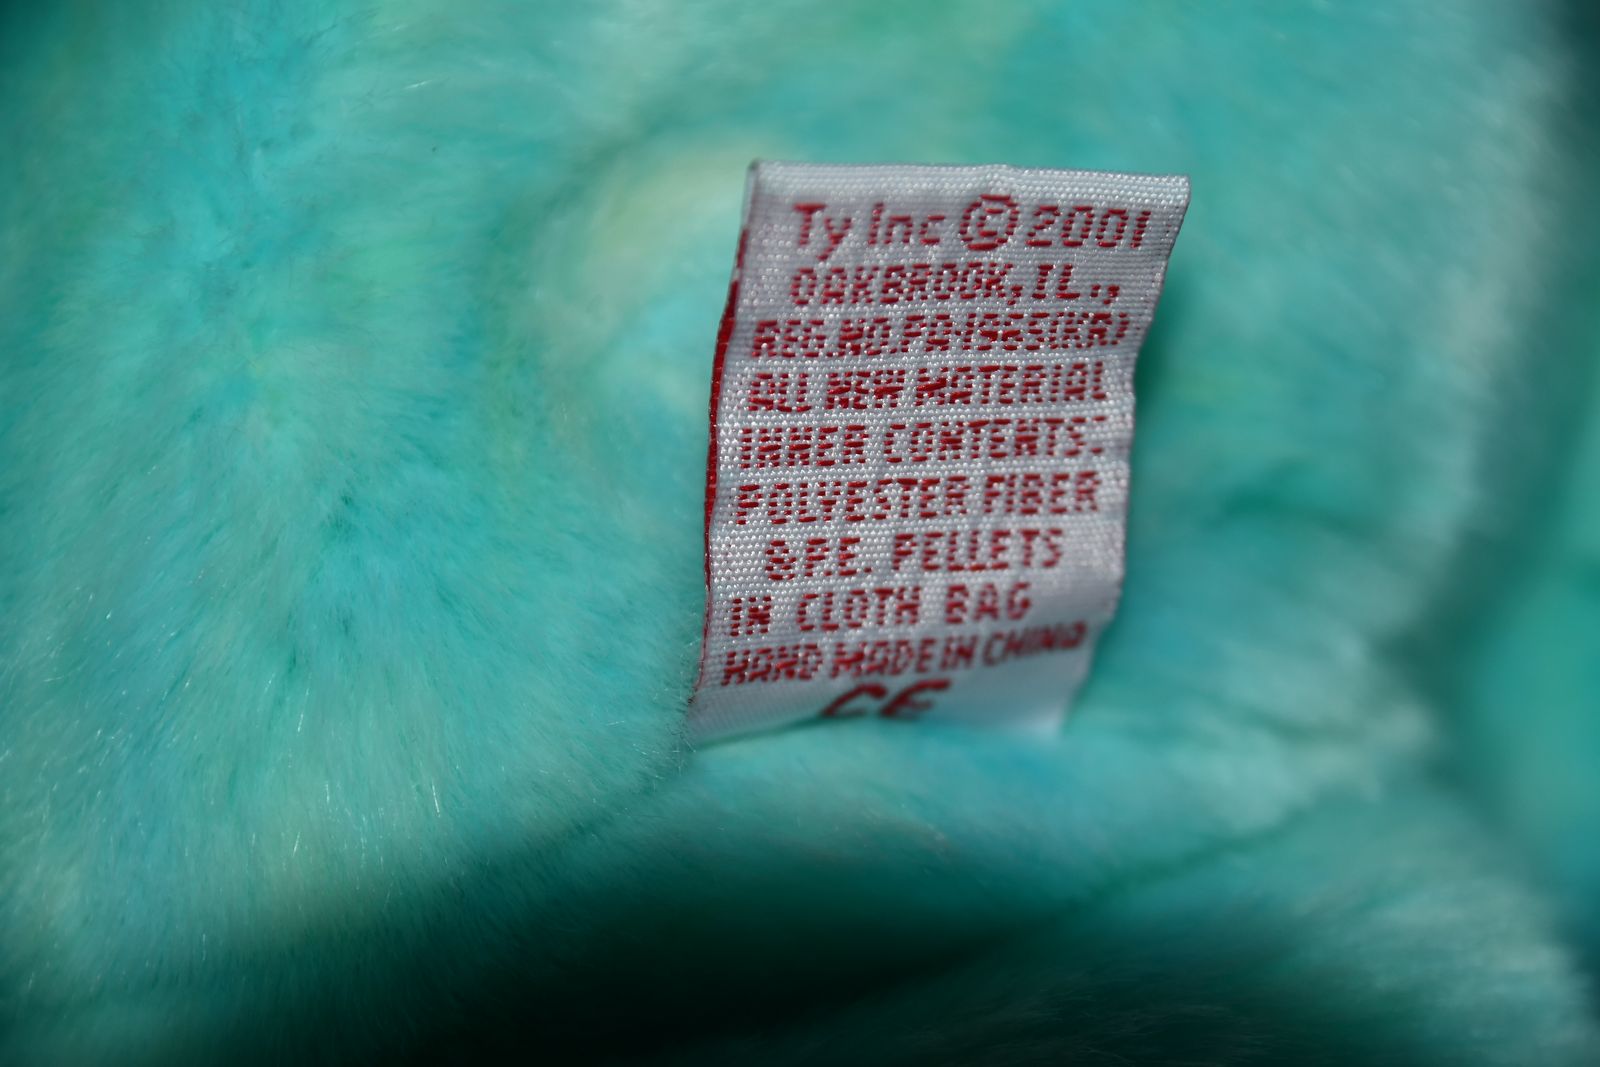 Ty Inc © 2001
OAKBROOK, IL.,
REG.NO.PA-1965(KR)
ALL NEW MATERIAL
INNER CONTENTS:
POLYESTER FIBER
& P.E. PELLETS
IN CLOTH BAG
HAND MADE IN CHINA
CE